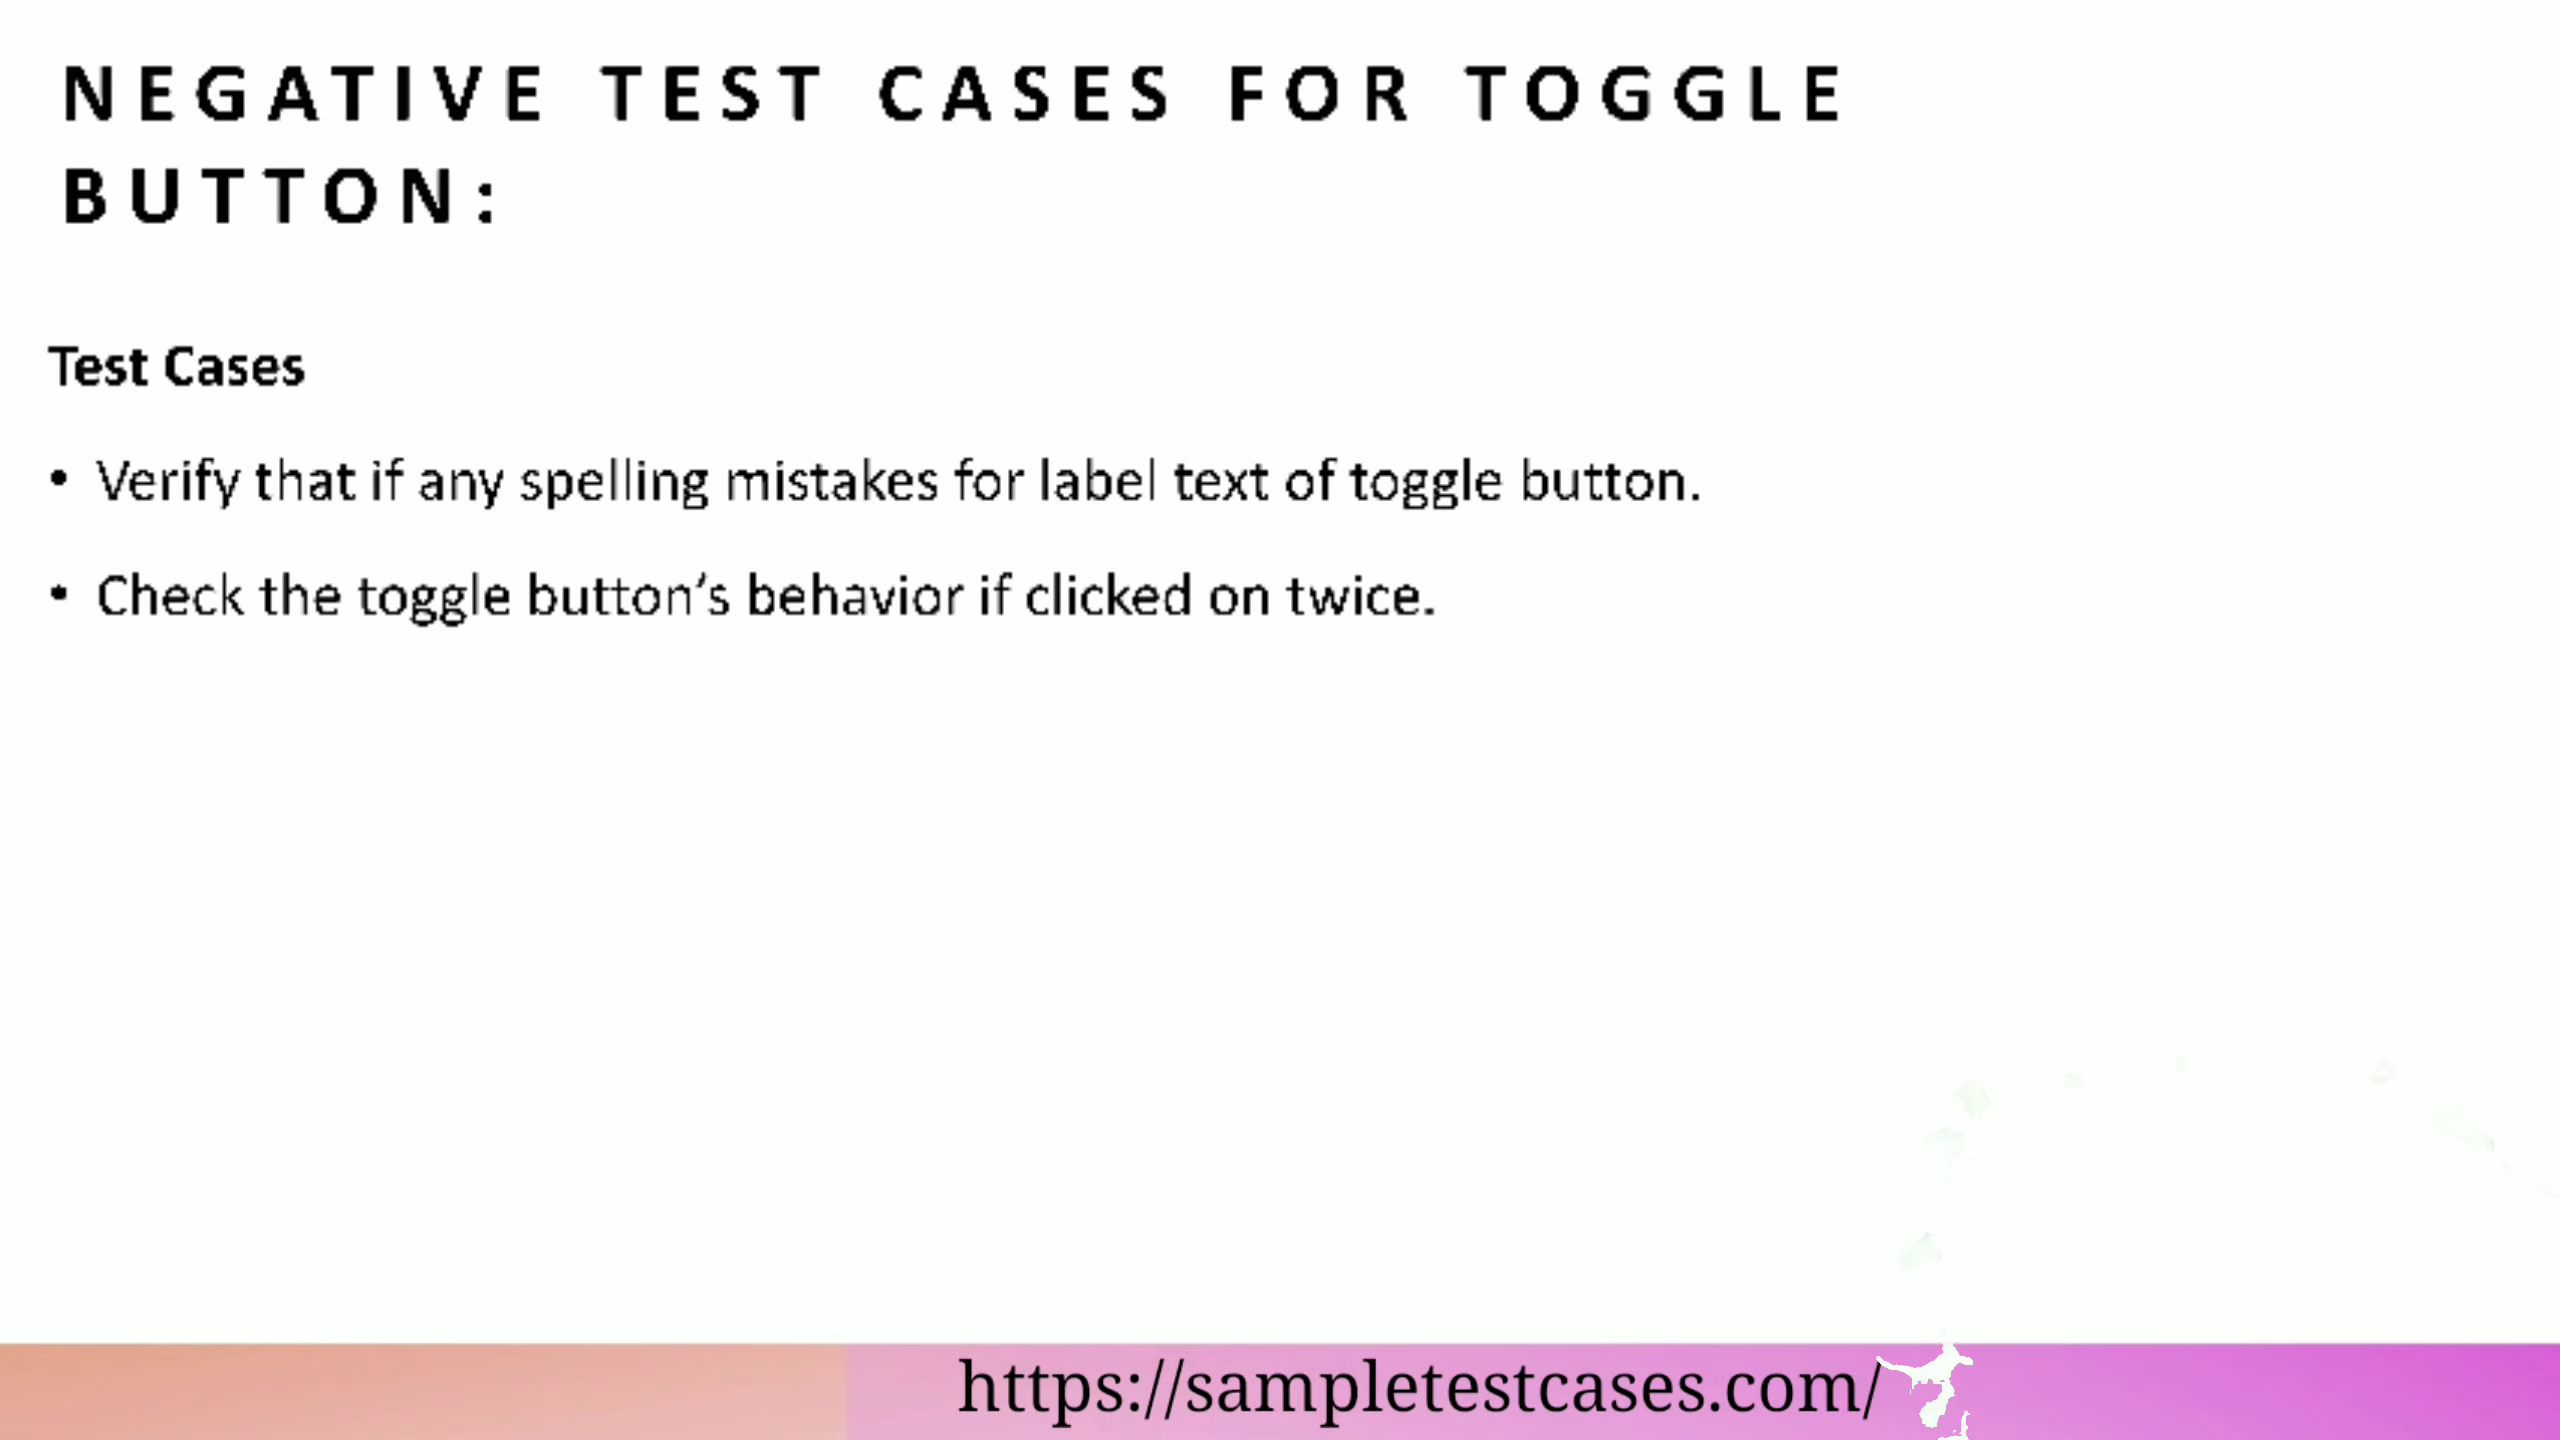 NEGATIVE TEST CASES FOR TOGGLE
BUTTON:
Test Cases
• Verify that if any spelling mistakes for label text of toggle button.
• Check the toggle button's behavior if clicked on twice.
https://sampletestcases.com/